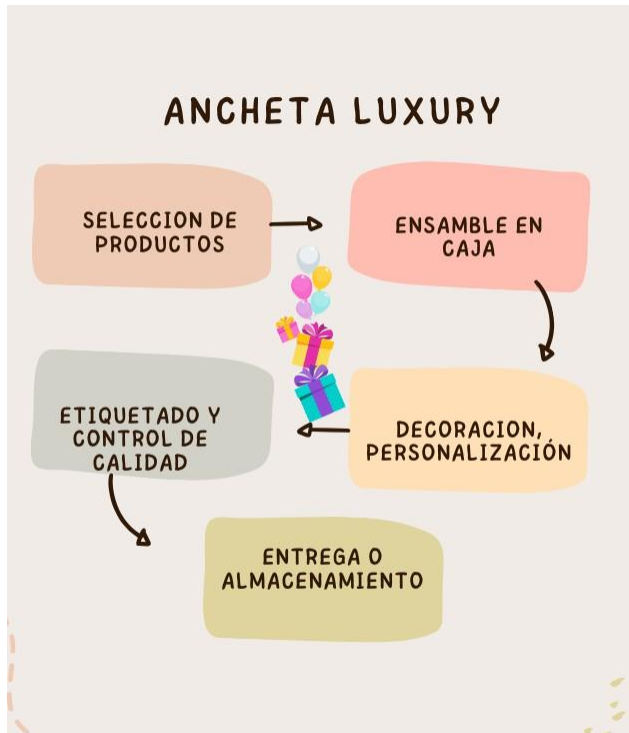 ANCHETA LUXURY
SELECCION DE
PRODUCTOS
ENSAMBLE EN
CAJA
DECORACION,
PERSONALIZACIÓN
ETIQUETADO Y
CONTROL DE
CALIDAD
ENTREGA O
ALMACENAMIENTO